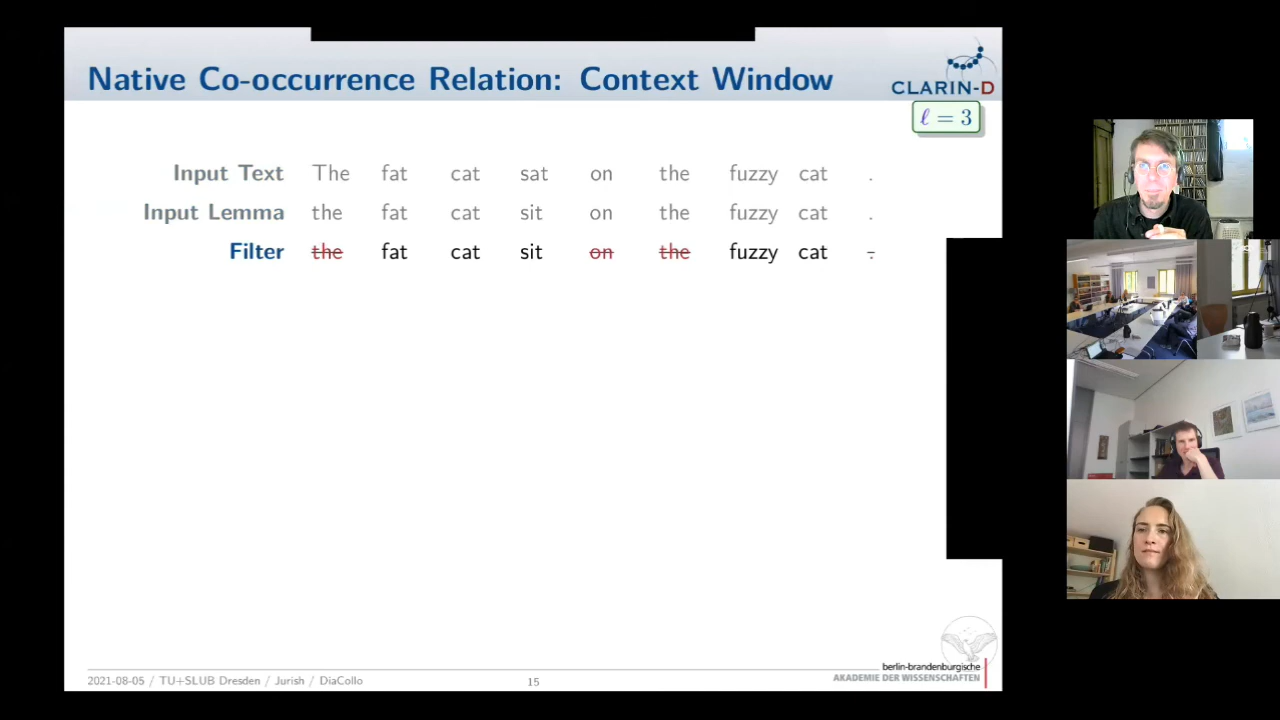 Native Co-occurrence Relation: Context Window
CLARIN-D
ℓ = 3
Input Text The fat cat sat on the fuzzy cat .
Input Lemma the fat cat sit on the fuzzy cat .
Filter the fat cat sit on the fuzzy cat .
berlin-brandenburgische
AKADEMIE DER WISSENSCHAFTEN
2021-08-05 / TU+SLUB Dresden / Jurish / DiaCollo 15